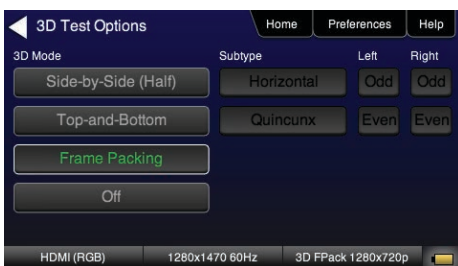 3D Test Options Home Preferences Help
3D Mode Subtype Left Right
Side-by-Side (Half) Horizontal Odd Odd
Top-and-Bottom Quincunx Even Even
Frame Packing
Off
HDMI (RGB) 1280x1470 60Hz 3D FPack 1280x720p